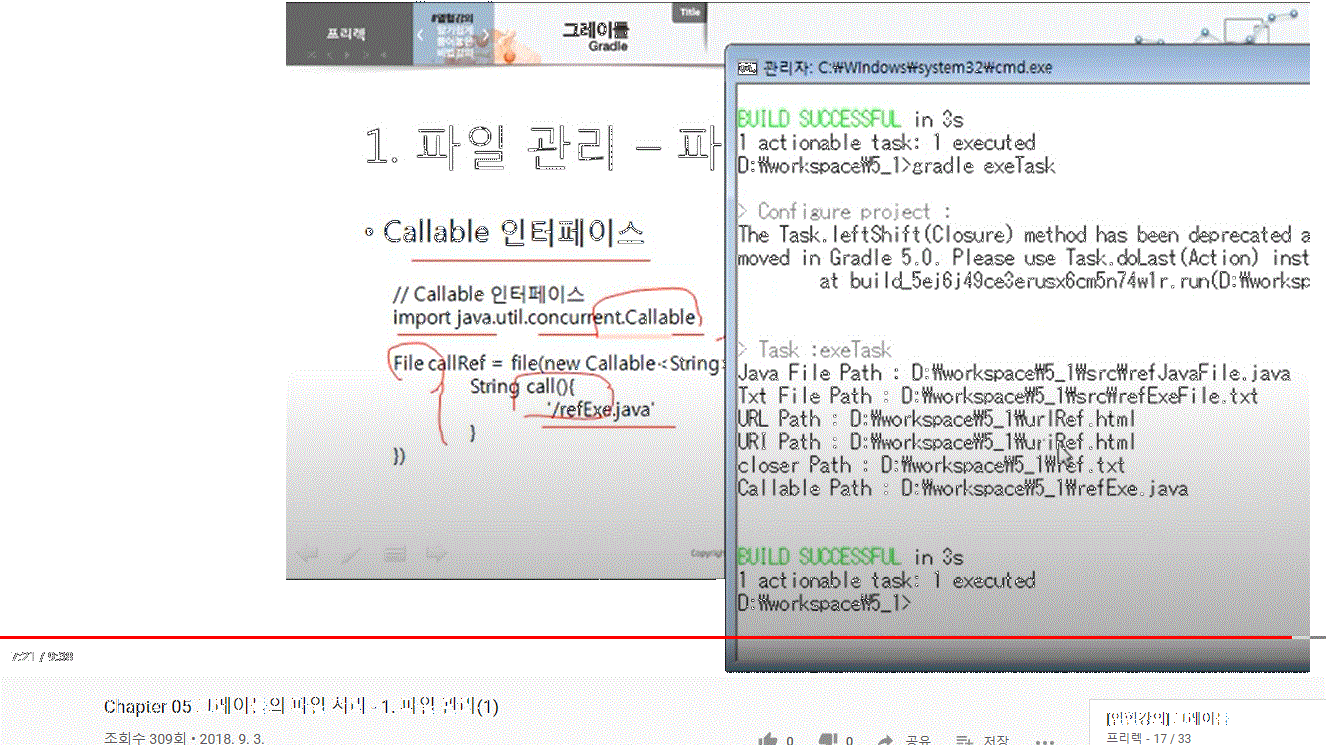 프리렉
그레이들
Gradle
Title
1. 파일 관리 – 파
• Callable 인터페이스
// Callable 인터페이스
import java.util.concurrent.Callable
File callRef = file(new Callable<String>
String call(){
'/refExe.java'
}
})
관리자: C:\Windows\system32\cmd.exe
BUILD SUCCESSFUL in 3s
1 actionable task: 1 executed
D:\workspace\5_1>gradle exeTask
> Configure project :
The Task.leftShift(Closure) method has been deprecated a
moved in Gradle 5.0. Please use Task.doLast(Action) inst
at build_5ej6j49ce3erusx6cm5n74w1r.run(D:\worksp
> Task :exeTask
Java File Path : D:\workspace\5_1\src\refJavaFile.java
Txt File Path : D:\workspace\5_1\src\refExeFile.txt
URL Path : D:\workspace\5_1\urlRef.html
URI Path : D:\workspace\5_1\uriRef.html
closer Path : D:\workspace\5_1\ref.txt
Callable Path : D:\workspace\5_1\refExe.java
BUILD SUCCESSFUL in 3s
1 actionable task: 1 executed
D:\workspace\5_1>
Copyrigh
7:21 /
Chapter 05 그레이들의 파일 처리 - 1. 파일 관리(1)
조회수 309회 • 2018. 9. 3.
0
0
공유
저장
그레이들
프리렉 - 17 / 33